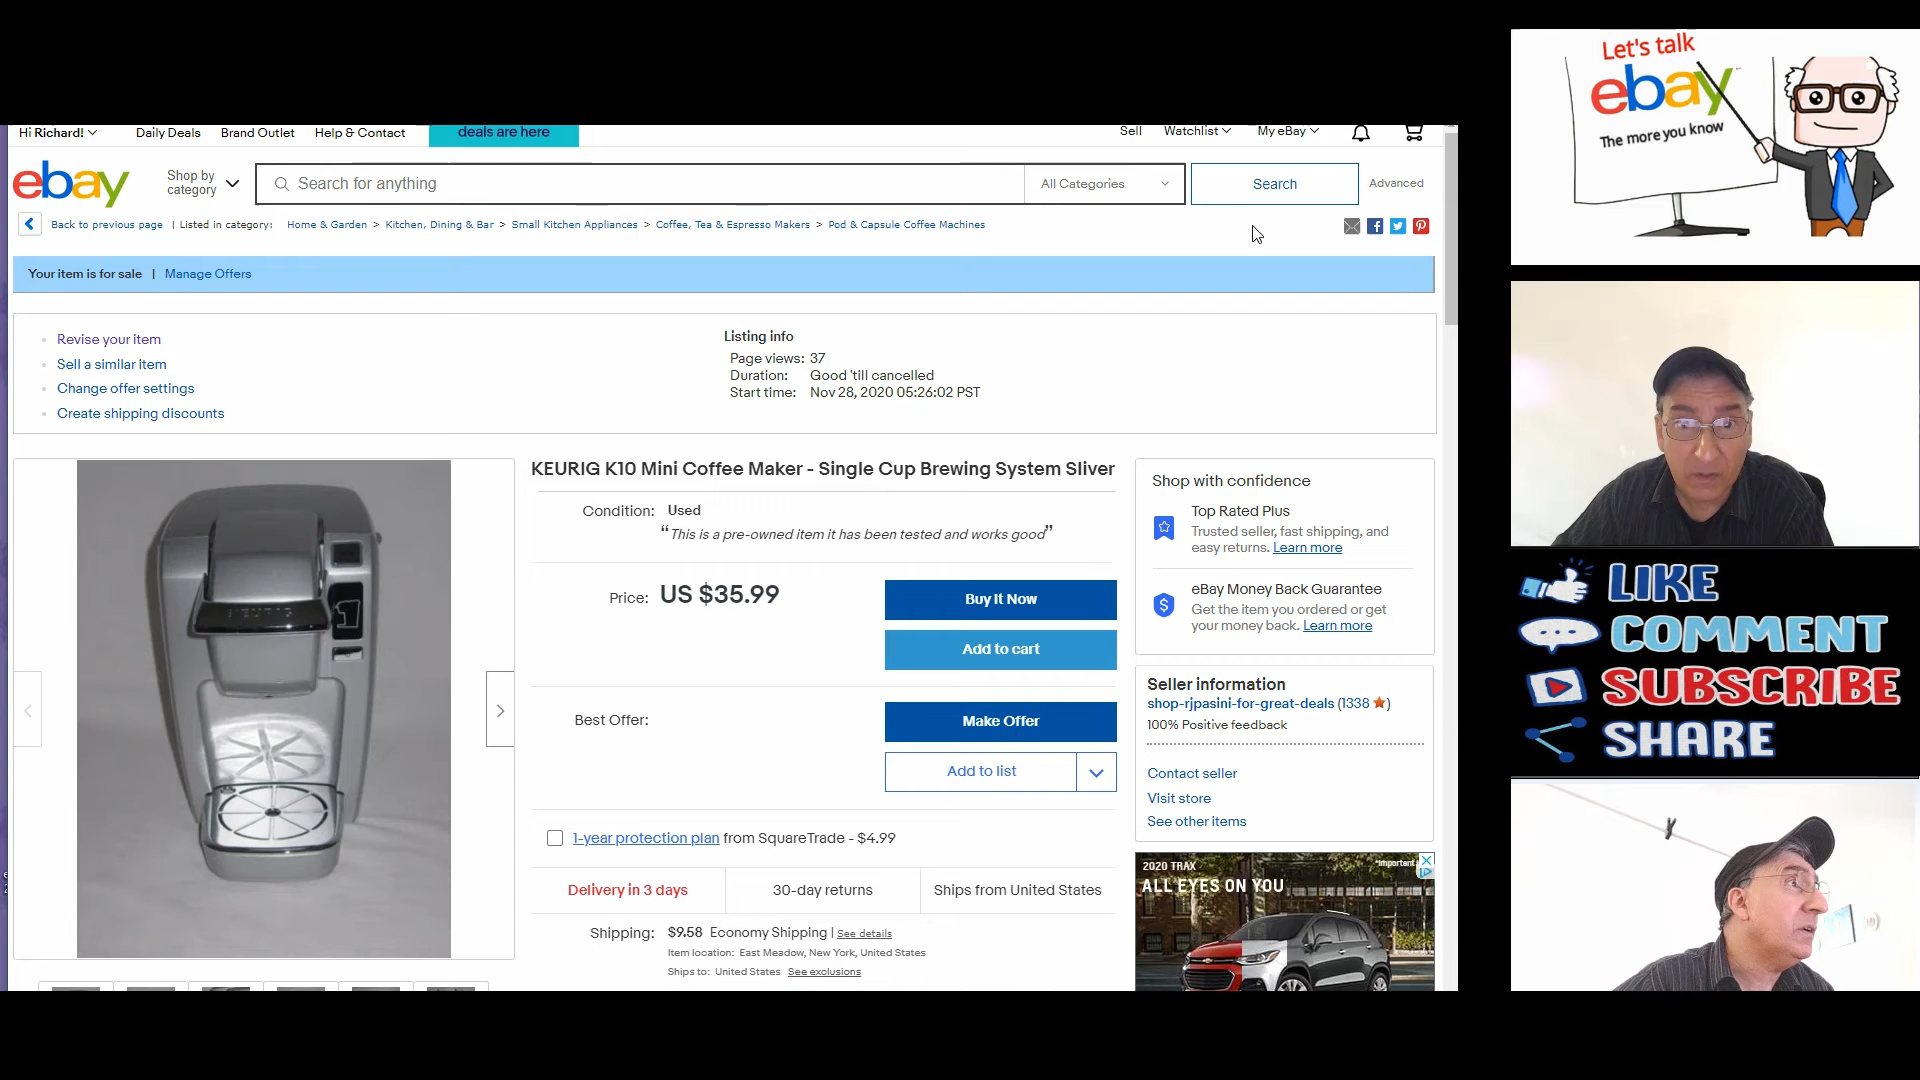 Let's talk
ebay
The more you know
Hi Richard!
Daily Deals
Brand Outlet
Help & Contact
deals are here
Sell
Watchlist
My eBay
ebay
Shop by
category
Search for anything
All Categories
Search
Advanced
Back to previous page | Listed in category: Home & Garden > Kitchen, Dining & Bar > Small Kitchen Appliances > Coffee, Tea & Espresso Makers > Pod & Capsule Coffee Machines
Your item is for sale | Manage Offers
Revise your item
Sell a similar item
Change offer settings
Create shipping discounts
Listing info
Page views: 37
Duration: Good 'till cancelled
Start time: Nov 28, 2020 05:26:02 PST
KEURIG
KEURIG K10 Mini Coffee Maker - Single Cup Brewing System Sliver
Condition: Used
“This is a pre-owned item it has been tested and works good”
Price: US $35.99
Buy It Now
Add to cart
Best Offer:
Make Offer
Add to list
1-year protection plan from SquareTrade - $4.99
Delivery in 3 days
30-day returns
Ships from United States
Shipping: $9.58 Economy Shipping | See details
Item location: East Meadow, New York, United States
Ships to: United States See exclusions
Shop with confidence
Top Rated Plus
Trusted seller, fast shipping, and
easy returns. Learn more
eBay Money Back Guarantee
Get the item you ordered or get
your money back. Learn more
Seller information
shop-rjpasini-for-great-deals (1338)
100% Positive feedback
Contact seller
Visit store
See other items
2020 TRAX
*Important
ALL EYES ON YOU
LIKE
COMMENT
SUBSCRIBE
SHARE